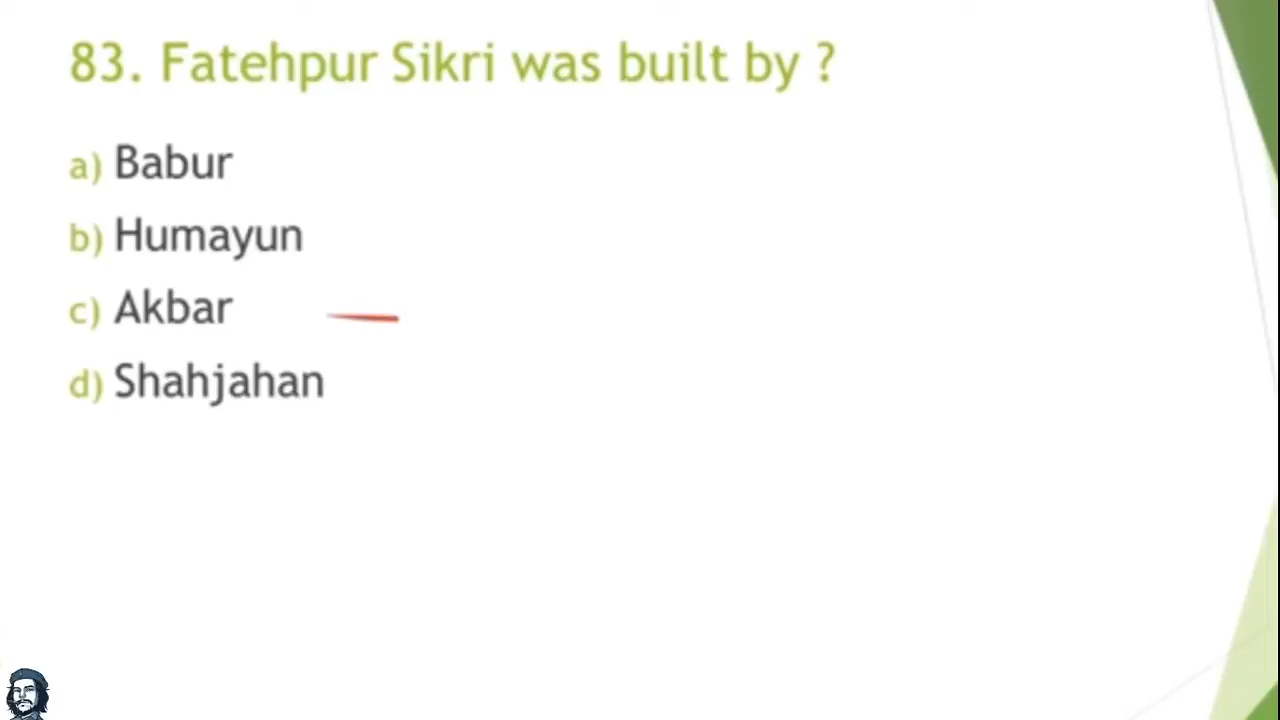 83. Fatehpur Sikri was built by ?
a) Babur
b) Humayun
c) Akbar
d) Shahjahan